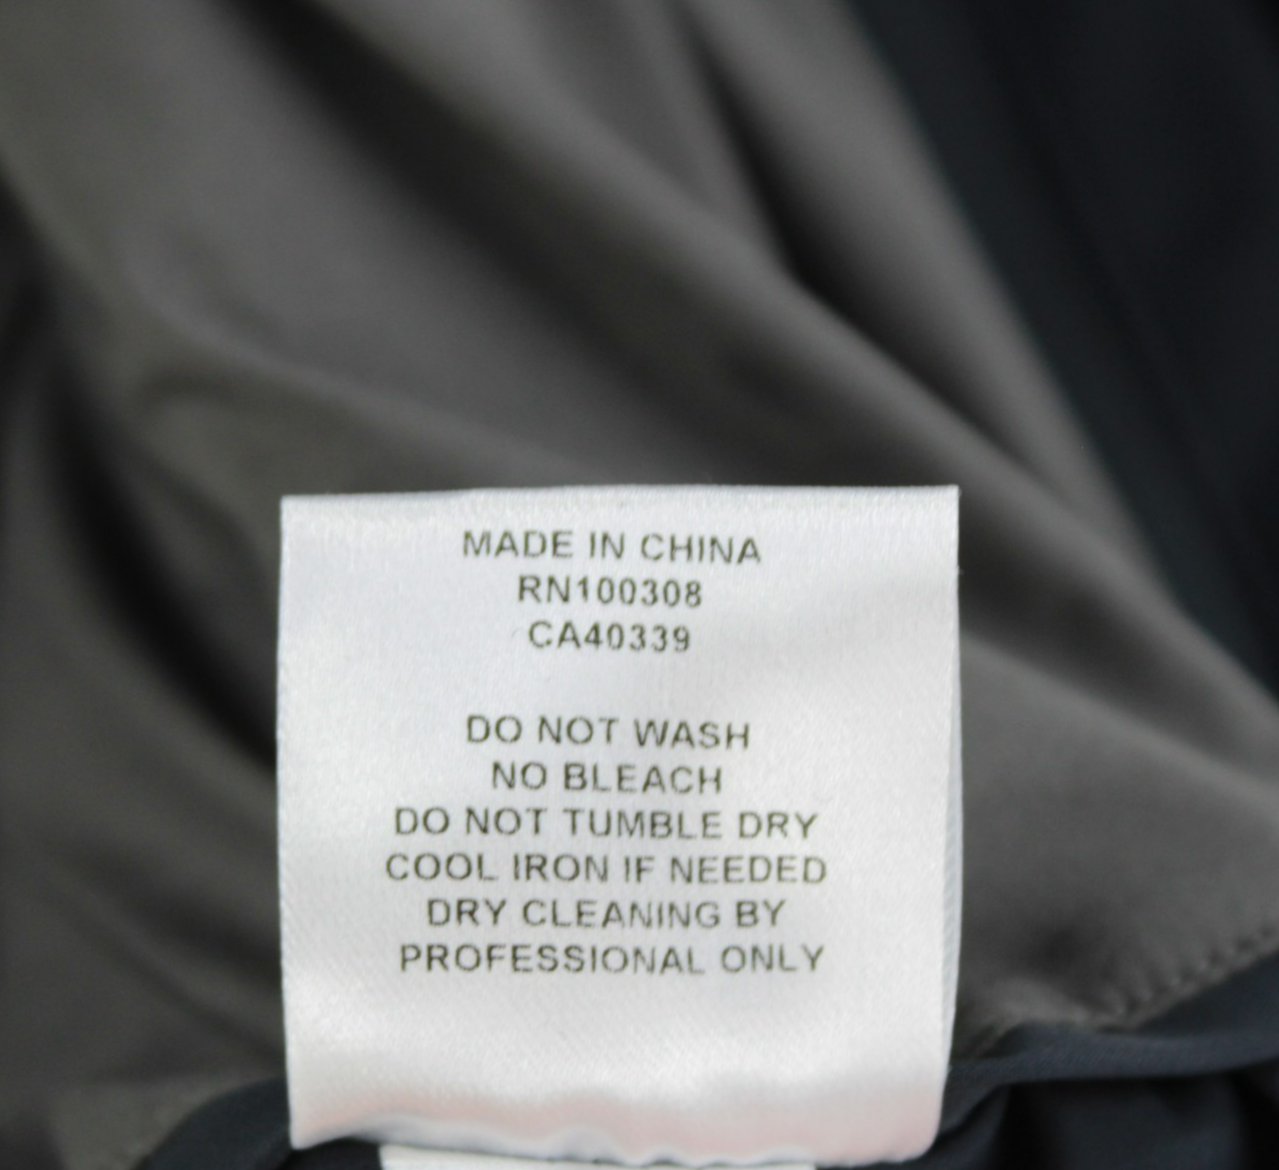 MADE IN CHINA
RN100308
CA40339
DO NOT WASH
NO BLEACH
DO NOT TUMBLE DRY
COOL IRON IF NEEDED
DRY CLEANING BY
PROFESSIONAL ONLY